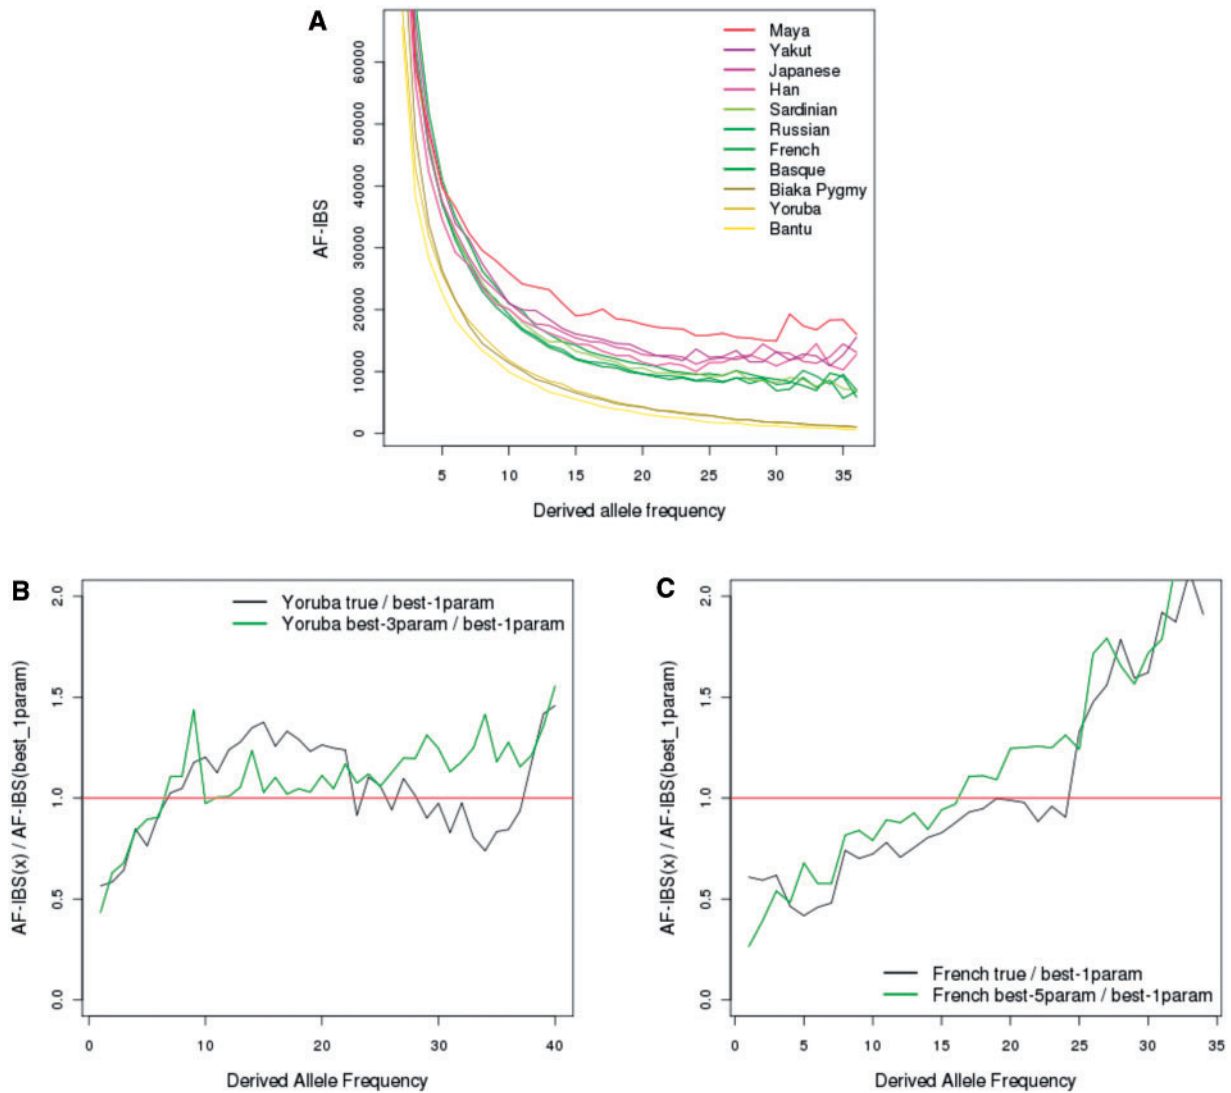 A
AF-IBS
60000
50000
40000
30000
20000
10000
0
Maya
Yakut
Japanese
Han
Sardinian
Russian
French
Basque
Biaka Pygmy
Yoruba
Bantu
5 10 15 20 25 30 35
Derived allele frequency
B
AF-IBS(x) / AF-IBS(best_1param)
2.0
1.5
1.0
0.5
0.0
Yoruba true / best-1param
Yoruba best-3param / best-1param
0 10 20 30 40
Derived Allele Frequency
C
AF-IBS(x) / AF-IBS(best_1param)
2.0
1.5
1.0
0.5
0.0
French true / best-1param
French best-5param / best-1param
0 5 10 15 20 25 30 35
Derived Allele Frequency